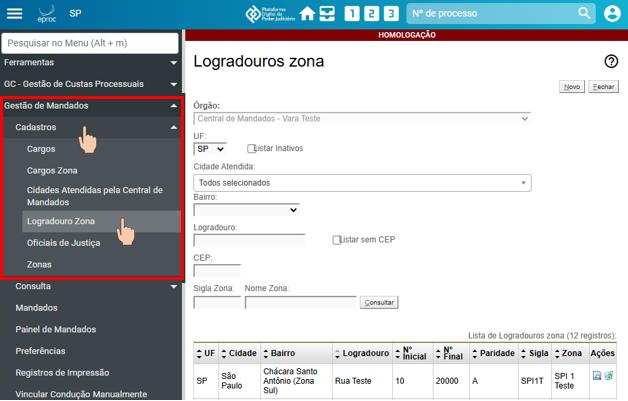 eproc
SP
Plataforma
Digital do
Poder Judiciário
1 2 3
Nº de processo
Pesquisar no Menu (Alt + m)
HOMOLOGAÇÃO
Ferramentas
GC - Gestão de Custas Processuais
Gestão de Mandados
Cadastros
Cargos
Cargos Zona
Cidades Atendidas pela Central de
Mandados
Logradouro Zona
Oficiais de Justiça
Zonas
Consulta
Mandados
Painel de Mandados
Preferências
Registros de Impressão
Vincular Condução Manualmente
Logradouros zona
Novo Fechar
Órgão:
Central de Mandados - Vara Teste
UF:
SP Listar Inativos
Cidade Atendida:
Todos selecionados
Bairro:
Logradouro:
Listar sem CEP
CEP:
Sigla Zona: Nome Zona:
Consultar
Lista de Logradouros zona (12 registros):
UF Cidade Bairro Logradouro Nº Inicial Nº Final Paridade Sigla Zona Ações
SP São Paulo Chácara Santo Antônio (Zona Sul) Rua Teste 10 20000 A SPI1T SPI 1 Teste